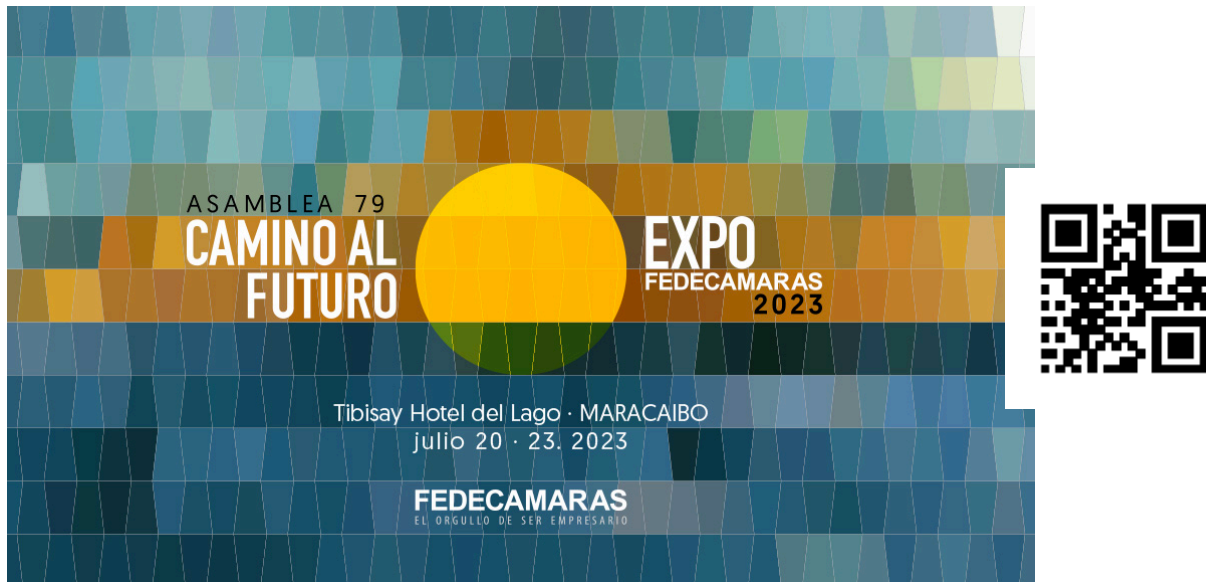 ASAMBLEA 79
CAMINO AL
FUTURO
EXPO
FEDECAMARAS
2023
Tibisay Hotel del Lago · MARACAIBO
julio 20 · 23. 2023
FEDECAMARAS
EL ORGULLO DE SER EMPRESARIO